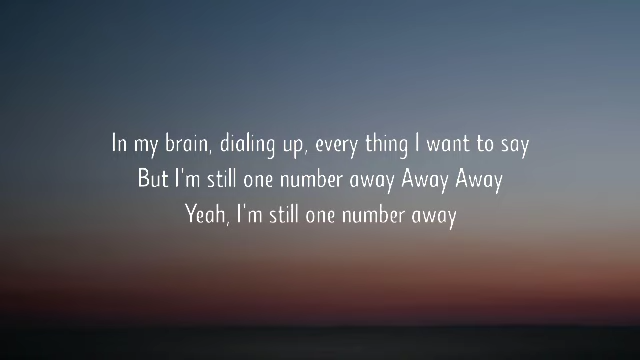 In my brain, dialing up, every thing I want to say
But I'm still one number away Away Away
Yeah, I'm still one number away